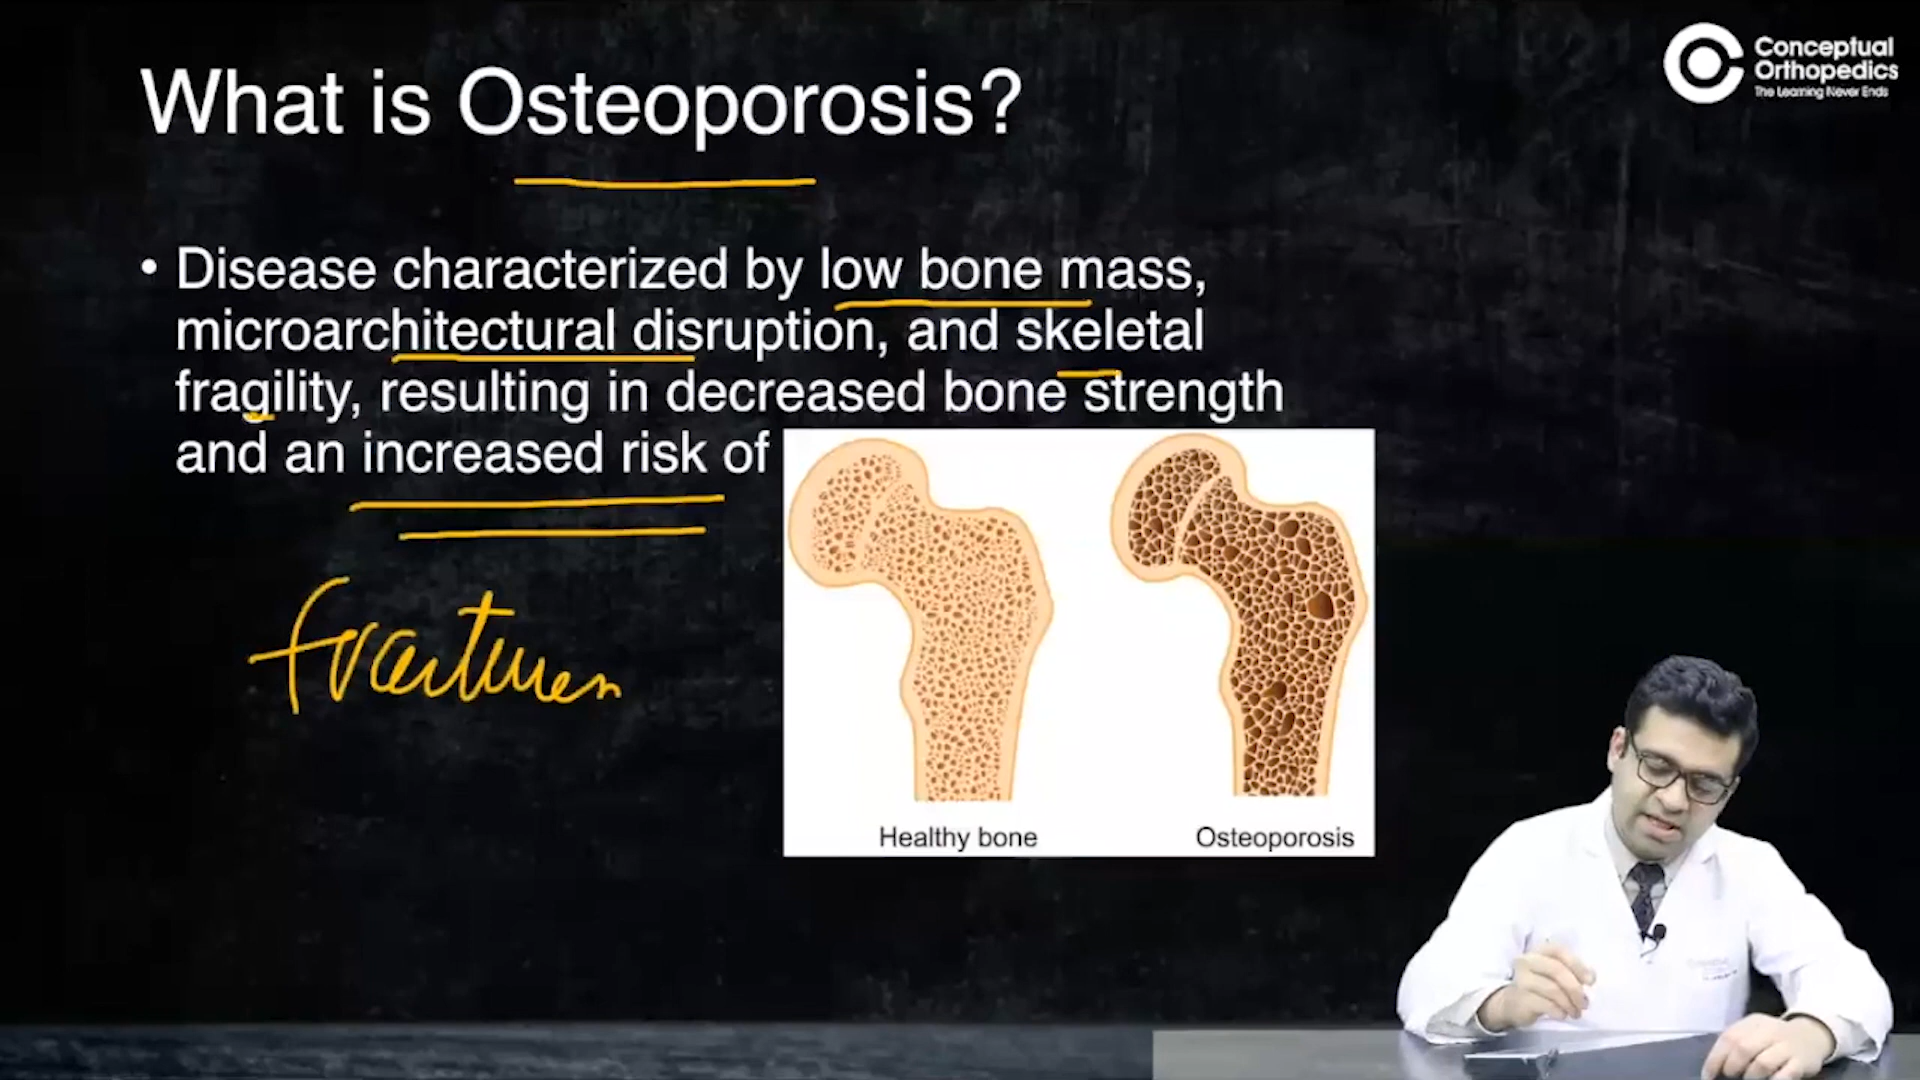 Conceptual
Orthopedics
The Learning Never Ends
What is Osteoporosis?
• Disease characterized by low bone mass,
microarchitectural disruption, and skeletal
fragility, resulting in decreased bone strength
and an increased risk of
fractures
Healthy bone
Osteoporosis